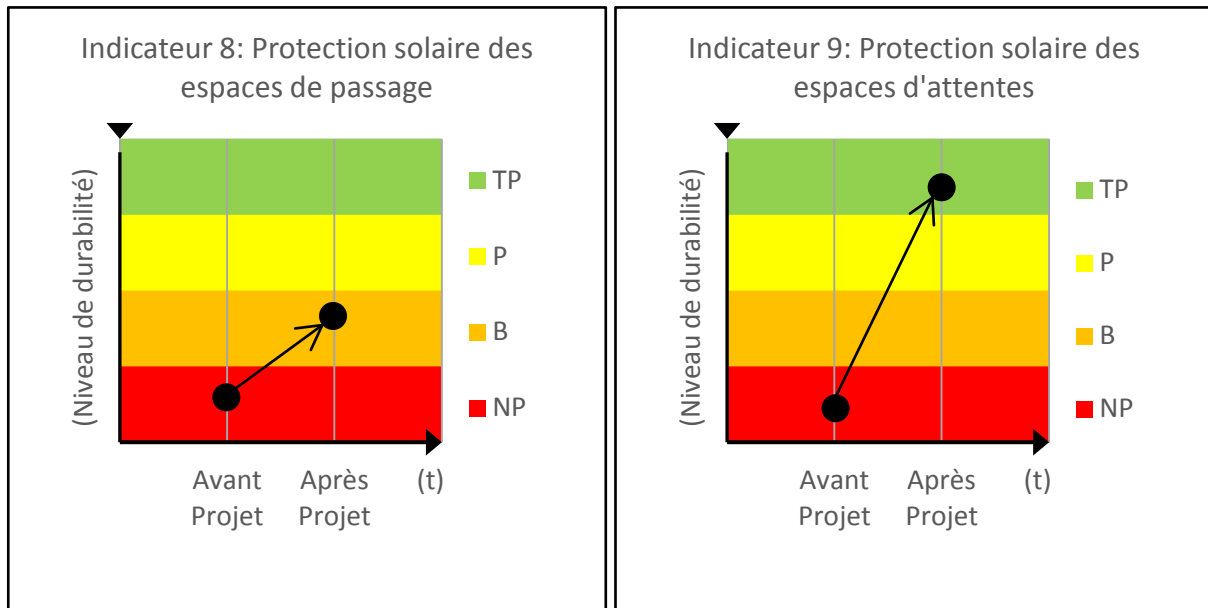 Indicateur 8: Protection solaire des
espaces de passage
(Niveau de durabilité)
TP
P
B
NP
Avant
Projet
Après
Projet
(t)
Indicateur 9: Protection solaire des
espaces d'attentes
(Niveau de durabilité)
TP
P
B
NP
Avant
Projet
Après
Projet
(t)